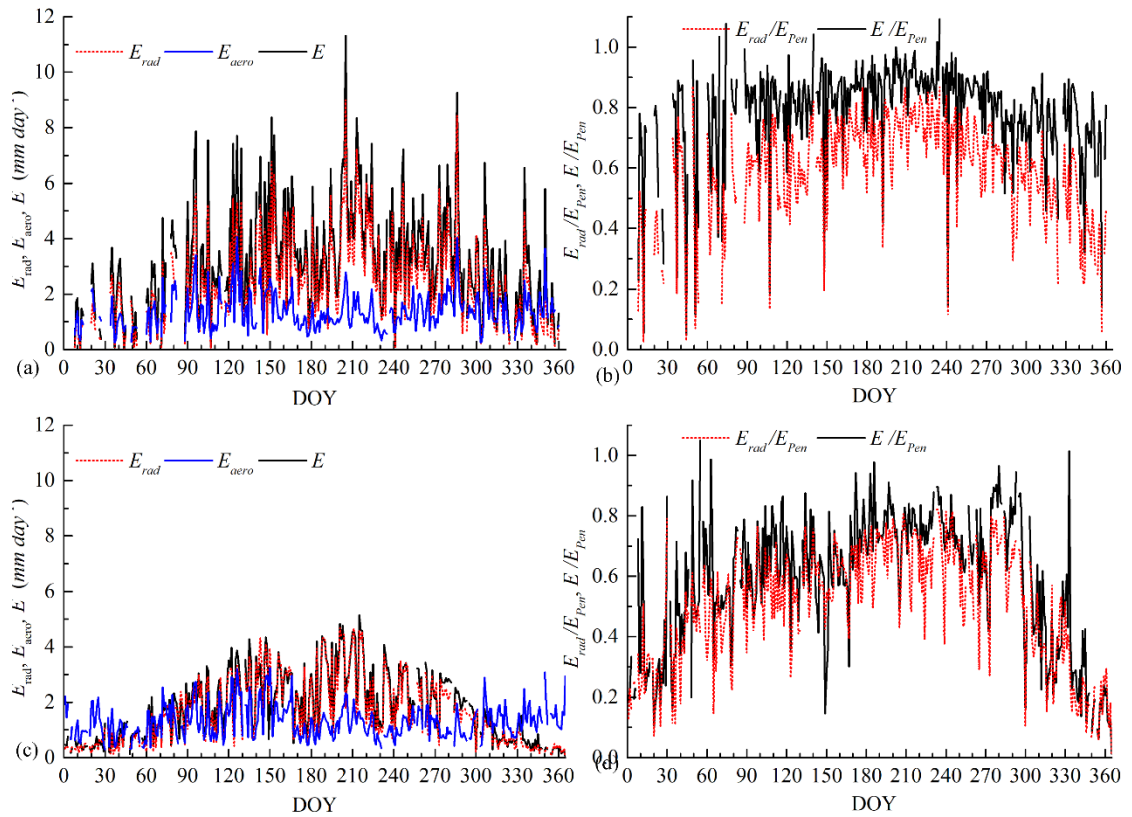 E_rad E_aero E
E_rad, E_aero, E (mm day`)
12
10
8
6
4
2
0
(a)
0 30 60 90 120 150 180 210 240 270 300 330 360
DOY
E_rad/E_Pen E /E_Pen
E_rad/E_Pen, E /E_Pen
1.0
0.8
0.6
0.4
0.2
0.0
(b)
0 30 60 90 120 150 180 210 240 270 300 330 360
DOY
E_rad E_aero E
E_rad, E_aero, E (mm day`)
12
10
8
6
4
2
0
(c)
0 30 60 90 120 150 180 210 240 270 300 330 360
DOY
E_rad/E_Pen E /E_Pen
E_rad/E_Pen, E /E_Pen
1.0
0.8
0.6
0.4
0.2
0.0
(d)
0 30 60 90 120 150 180 210 240 270 300 330 360
DOY